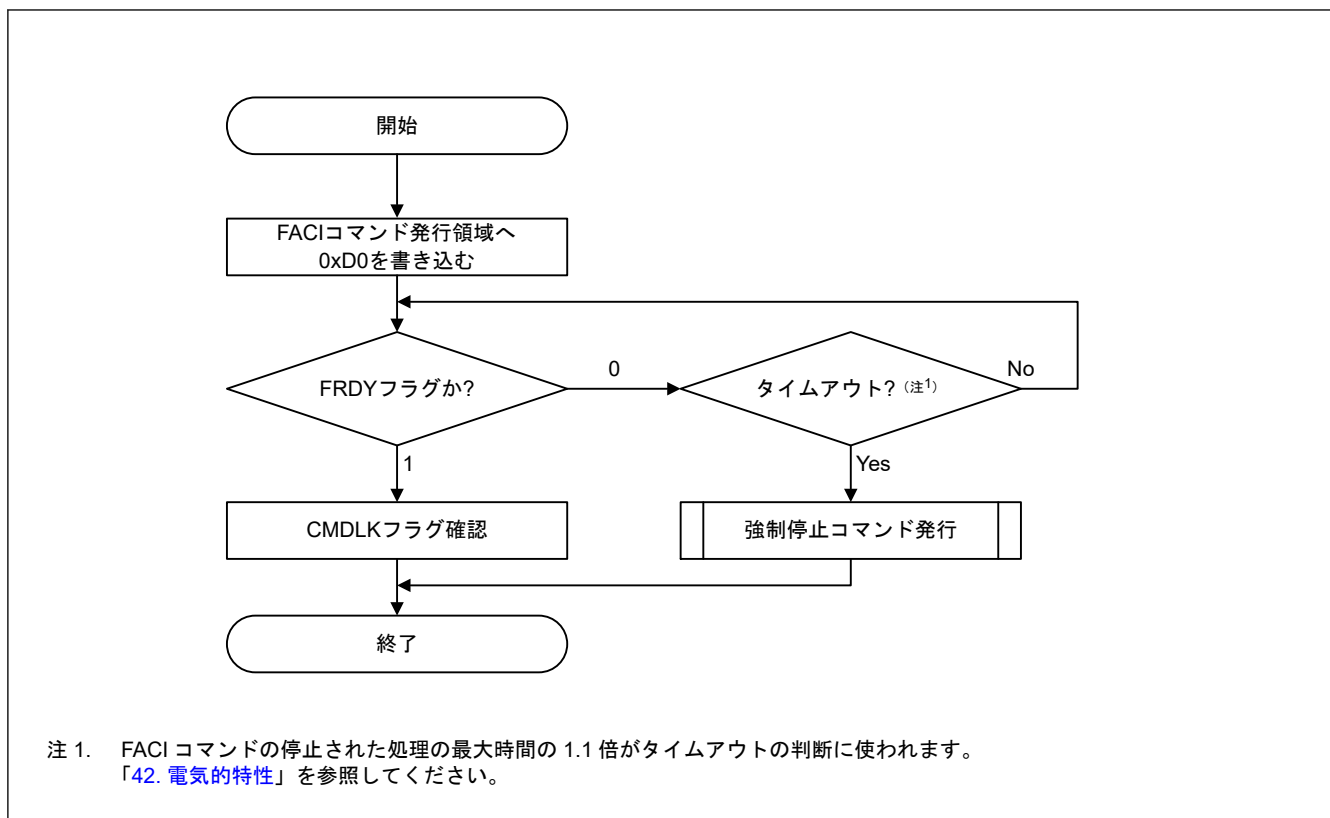 開始
FACIコマンド発行領域へ
0xD0を書き込む
FRDYフラグか?
0
タイムアウト?（注1）
No
1
Yes
CMDLKフラグ確認
強制停止コマンド発行
終了
注 1. FACI コマンドの停止された処理の最大時間の 1.1 倍がタイムアウトの判断に使われます。
「42. 電気的特性」を参照してください。